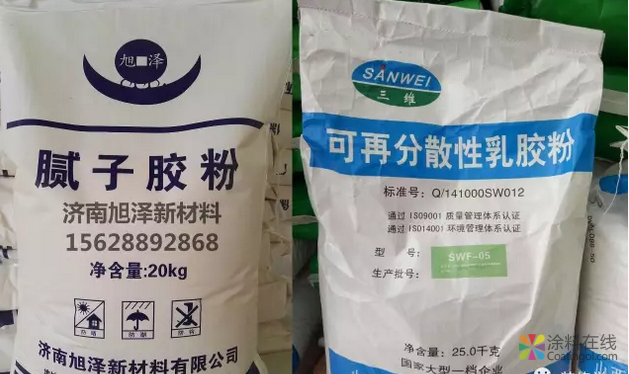 旭 泽
腻子胶粉
济南旭泽新材料
15628892868
净含量:20kg
防晒
防潮
济南旭泽新材料有限公司
SANWEI
三维
可再分散性乳胶粉
标准号: Q/141000SW012
通过 ISO9001 质量管理体系认证
通过 ISO14001 环境管理体系认证
型 号: SWF-05
生产批号:
净含量: 25.0千克
国家大型一档企业
涂料在线
Coatingol.com